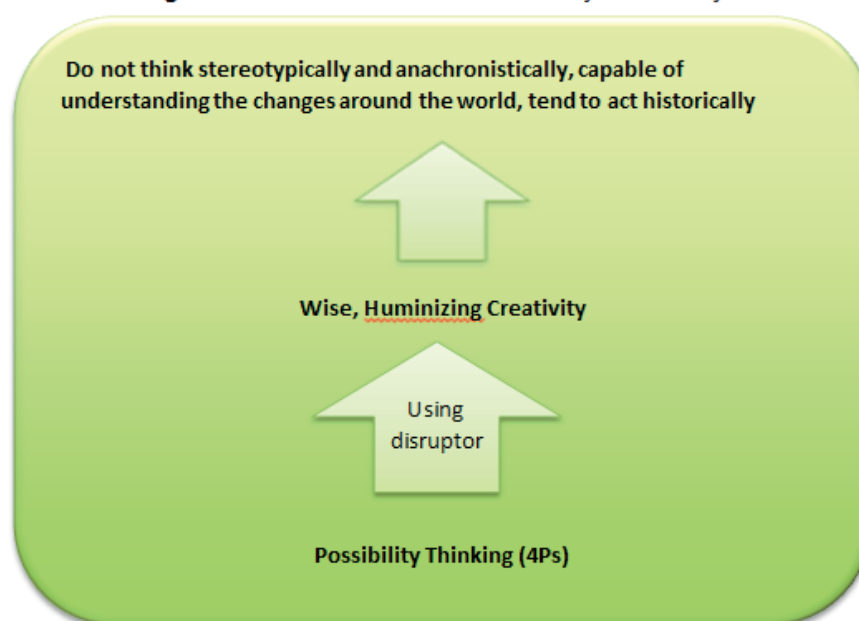 Do not think stereotypically and anachronistically, capable of
understanding the changes around the world, tend to act historically
Wise, Huminizing Creativity
Using
disruptor
Possibility Thinking (4Ps)